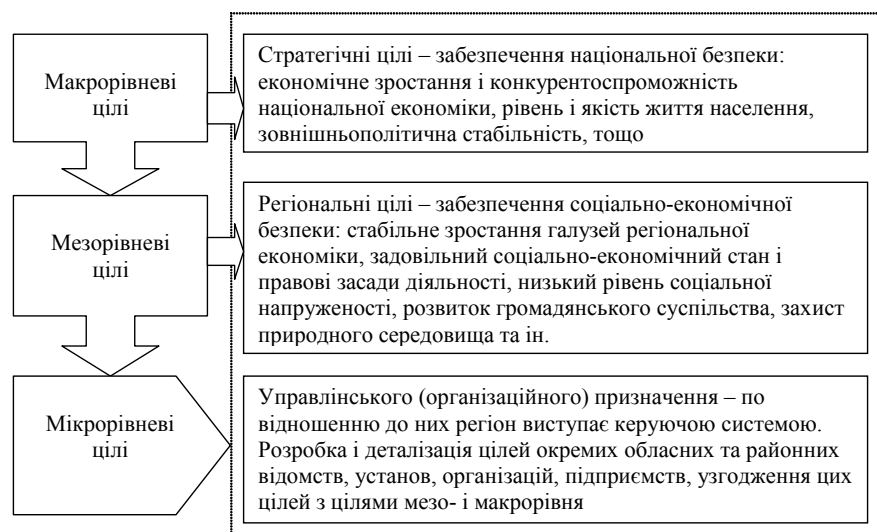 Макрорівневі
цілі
Стратегічні цілі – забезпечення національної безпеки:
економічне зростання і конкурентоспроможність
національної економіки, рівень і якість життя населення,
зовнішньополітична стабільність, тощо
Мезорівневі
цілі
Регіональні цілі – забезпечення соціально-економічної
безпеки: стабільне зростання галузей регіональної
економіки, задовільний соціально-економічний стан і
правові засади діяльності, низький рівень соціальної
напруженості, розвиток громадянського суспільства, захист
природного середовища та ін.
Мікрорівневі
цілі
Управлінського (організаційного) призначення – по
відношенню до них регіон виступає керуючою системою.
Розробка і деталізація цілей окремих обласних та районних
відомств, установ, організацій, підприємств, узгодження цих
цілей з цілями мезо- і макрорівня